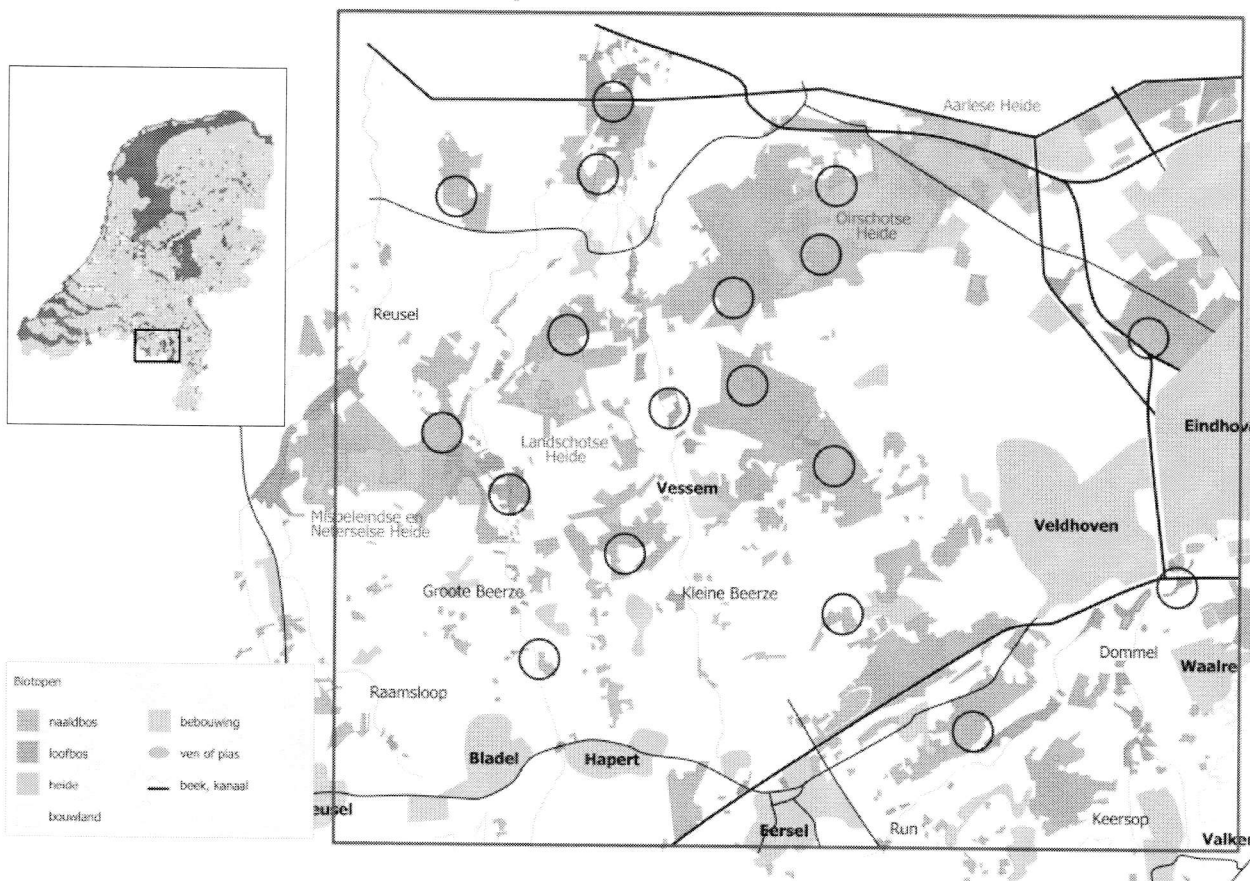 Aarlese Heide
Oirschotse
Heide
Reusel
Eindhov
Landschotse
Heide
Vessem
Mispeleindse en
Neterselse Heide
Veldhoven
Groote Beerze
Kleine Beerze
Dommel
Waalre
Raamsloop
Biotopen
naaldbos
loofbos
heide
bouwland
bebouwing
ven of plas
beek, kanaal
Bladel
Hapert
eusel
Eersel
Run
Keersop
Valke